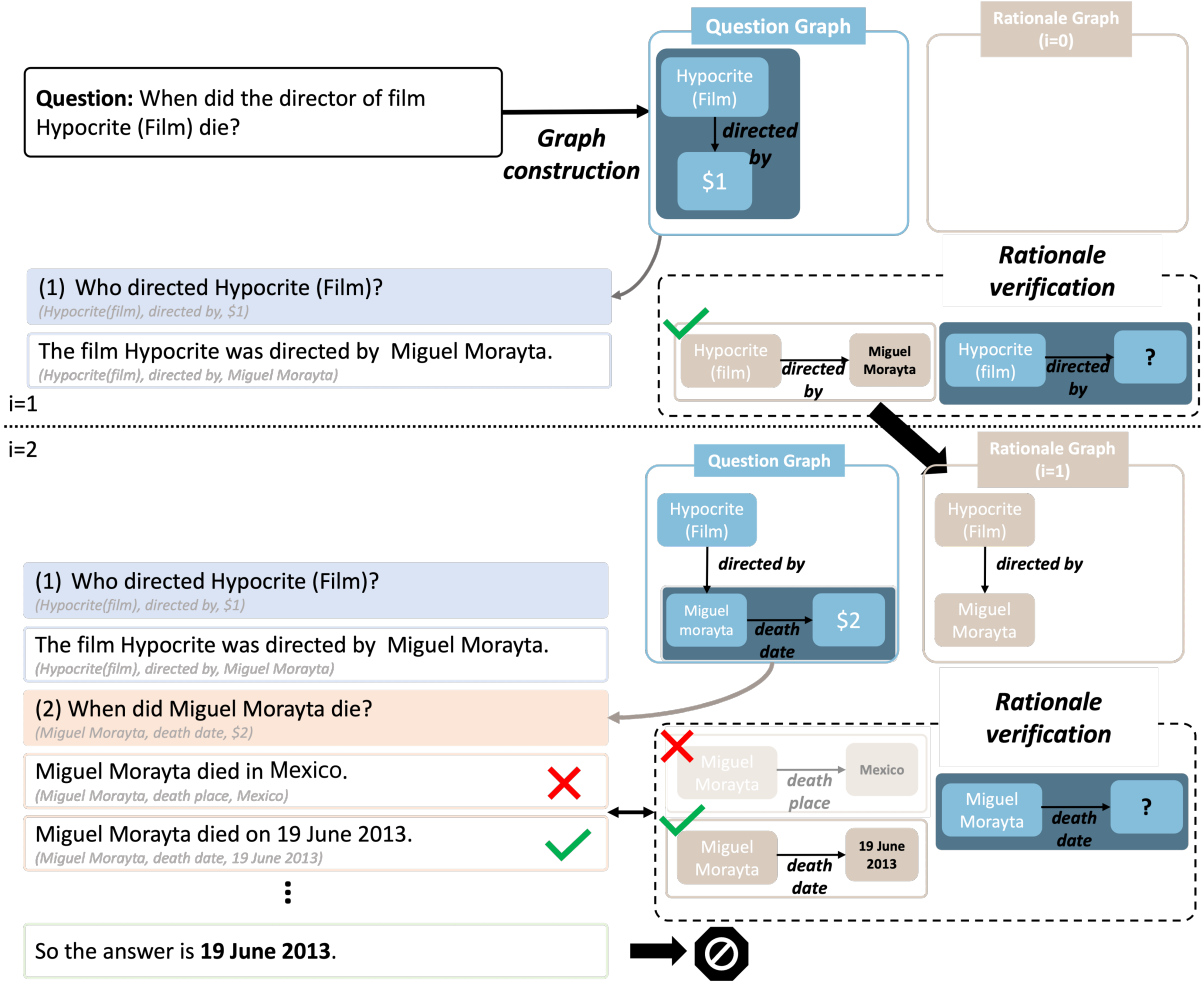 Question Graph
Rationale Graph
(i=0)
Question: When did the director of film
Hypocrite (Film) die?
Graph
construction
Hypocrite
(Film)
directed
by
$1
Rationale
verification
(1) Who directed Hypocrite (Film)?
(Hypocrite(film), directed by, $1)
The film Hypocrite was directed by Miguel Morayta.
(Hypocrite(film), directed by, Miguel Morayta)
Hypocrite
(film)
directed
by
Miguel
Morayta
Hypocrite
(film)
directed
by
?
i=1
i=2
Question Graph
Rationale Graph
(i=1)
Hypocrite
(Film)
directed by
Miguel
morayta
death
date
$2
Hypocrite
(Film)
directed by
Miguel
Morayta
(1) Who directed Hypocrite (Film)?
(Hypocrite(film), directed by, $1)
The film Hypocrite was directed by Miguel Morayta.
(Hypocrite(film), directed by, Miguel Morayta)
(2) When did Miguel Morayta die?
(Miguel Morayta, death date, $2)
Miguel Morayta died in Mexico.
(Miguel Morayta, death place, Mexico)
Miguel Morayta died on 19 June 2013.
(Miguel Morayta, death date, 19 June 2013)
Rationale
verification
Miguel
Morayta
death
place
Mexico
Miguel
Morayta
death
date
19 June
2013
Miguel
Morayta
death
date
?
So the answer is 19 June 2013.